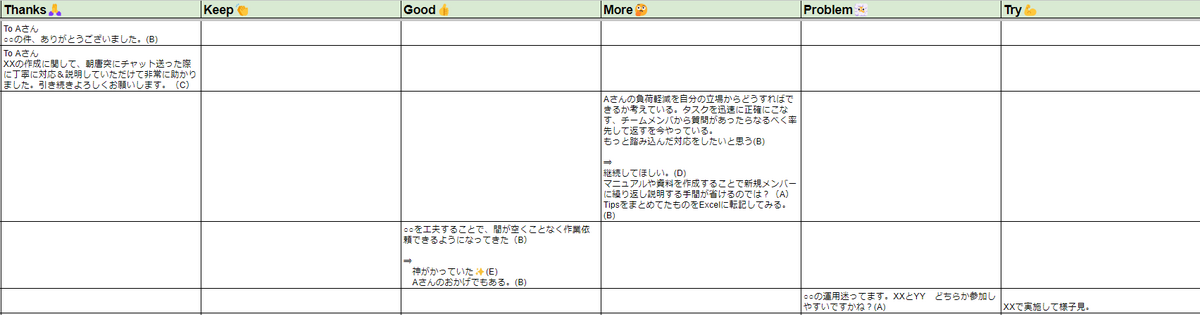 Thanks🙏 Keep👏 Good👍 More🤔 Problem🤯 Try💪
To Aさん
○○の件、ありがとうございました。(B)
To Aさん
XXの作成に関して、朝唐突にチャット送った際
に丁寧に対応＆説明していただけて非常に助かり
ました。引き続きよろしくお願いします。（C）
Aさんの負荷軽減を自分の立場からどうすればで
きるか考えている。タスクを迅速に正確にこな
す、チームメンバから質問があったらなるべく率
先して返すを今やっている。
もっと踏み込んだ対応をしたいと思う(B)
⇒
継続してほしい。(D)
マニュアルや資料を作成することで新規メンバー
に繰り返し説明する手間が省けるのでは？（A）
TipsをまとめてたものをExcelに転記してみる。
(B)
○○を工夫することで、間が空くことなく作業依
頼できるようになってきた（B）
⇒
神がかっていた✨(E)
Aさんのおかげでもある。(B)
○○の運用迷ってます。XXとYY　どちらか参加し
やすいですかね？(A)
XXで実施して様子見。